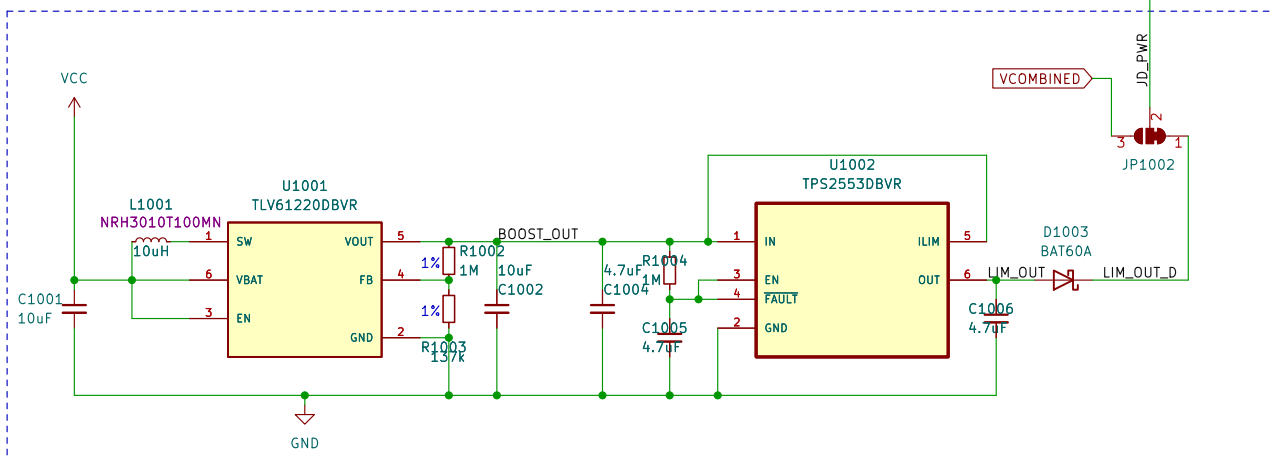 JD_PWR
VCC
VCOMBINED
2
3
1
JP1002
U1002
TPS2553DBVR
U1001
TLV61220DBVR
L1001
NRH3010T100MN
10uH
1
SW
VOUT
5
BOOST_OUT
R1002
1M
1%
6
VBAT
FB
4
10uF
C1002
4.7uF
C1004
R1004
1M
1
IN
ILIM
5
D1003
BAT60A
3
EN
OUT
6
LIM_OUT
LIM_OUT_D
4
FAULT
C1001
10uF
3
EN
1%
GND
2
R1003
137k
C1005
4.7uF
2
GND
C1006
4.7uF
GND